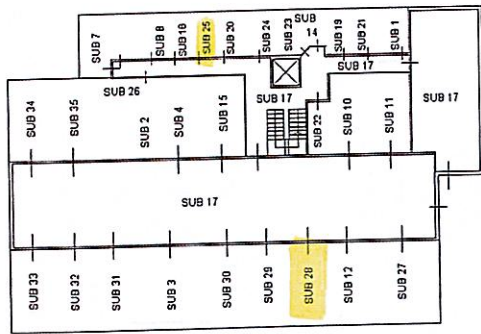 SUB 7
SUB 8
SUB 18
SUB 25
SUB 20
SUB 24
SUB 23
SUB
14
SUB 19
SUB 21
SUB 1
SUB 17
SUB 17
SUB 26
SUB 34
SUB 35
SUB 2
SUB 4
SUB 15
SUB 17
SUB 22
SUB 10
SUB 11
SUB 17
SUB 33
SUB 32
SUB 31
SUB 3
SUB 30
SUB 29
SUB 28
SUB 12
SUB 27